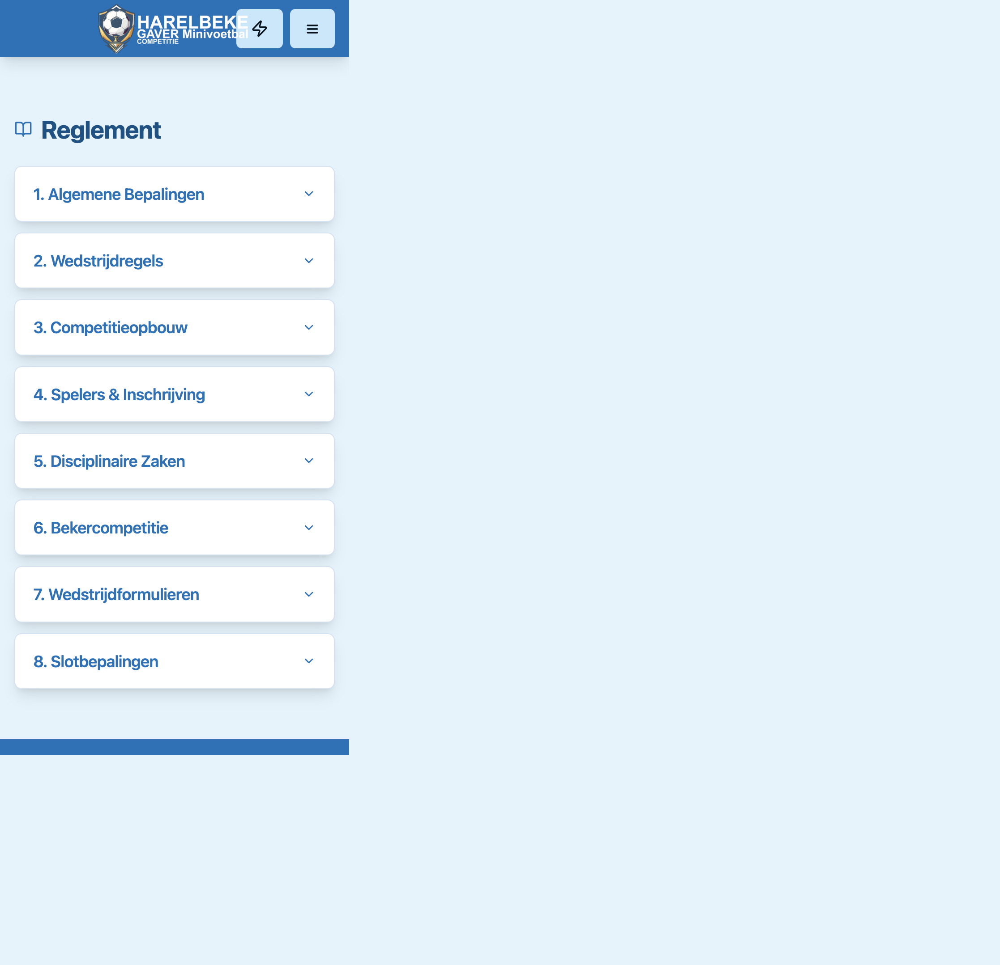 HARELBEKE
GAVER Minivoetbal
COMPETITIE
Reglement
1. Algemene Bepalingen
2. Wedstrijdregels
3. Competitieopbouw
4. Spelers & Inschrijving
5. Disciplinaire Zaken
6. Bekercompetitie
7. Wedstrijdformulieren
8. Slotbepalingen